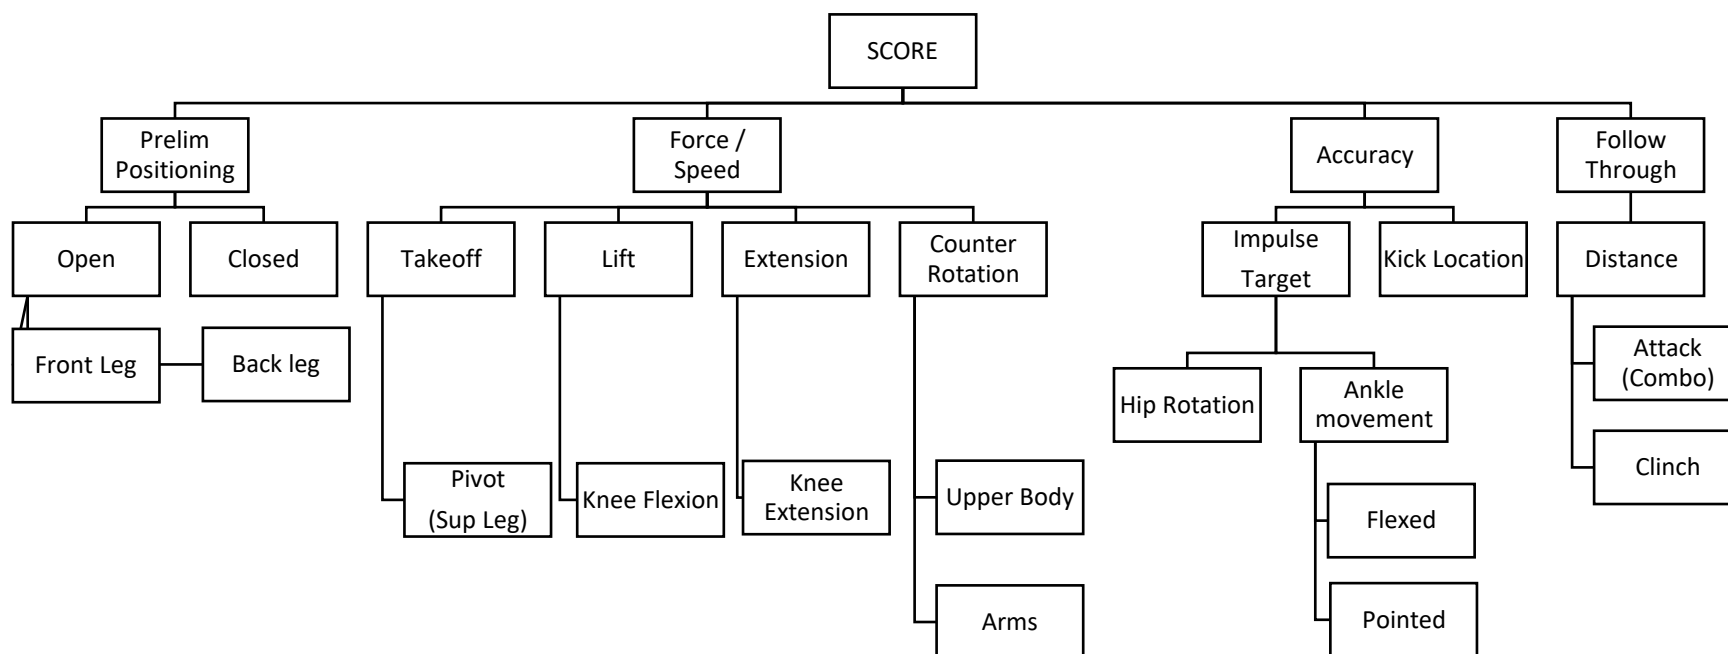 SCORE
Prelim
Positioning
Force /
Speed
Accuracy
Follow
Through
Open
Closed
Takeoff
Lift
Extension
Counter
Rotation
Impulse
Target
Kick Location
Distance
Front Leg
Back leg
Attack
(Combo)
Hip Rotation
Ankle
movement
Clinch
Pivot
(Sup Leg)
Knee Flexion
Knee
Extension
Upper Body
Flexed
Arms
Pointed